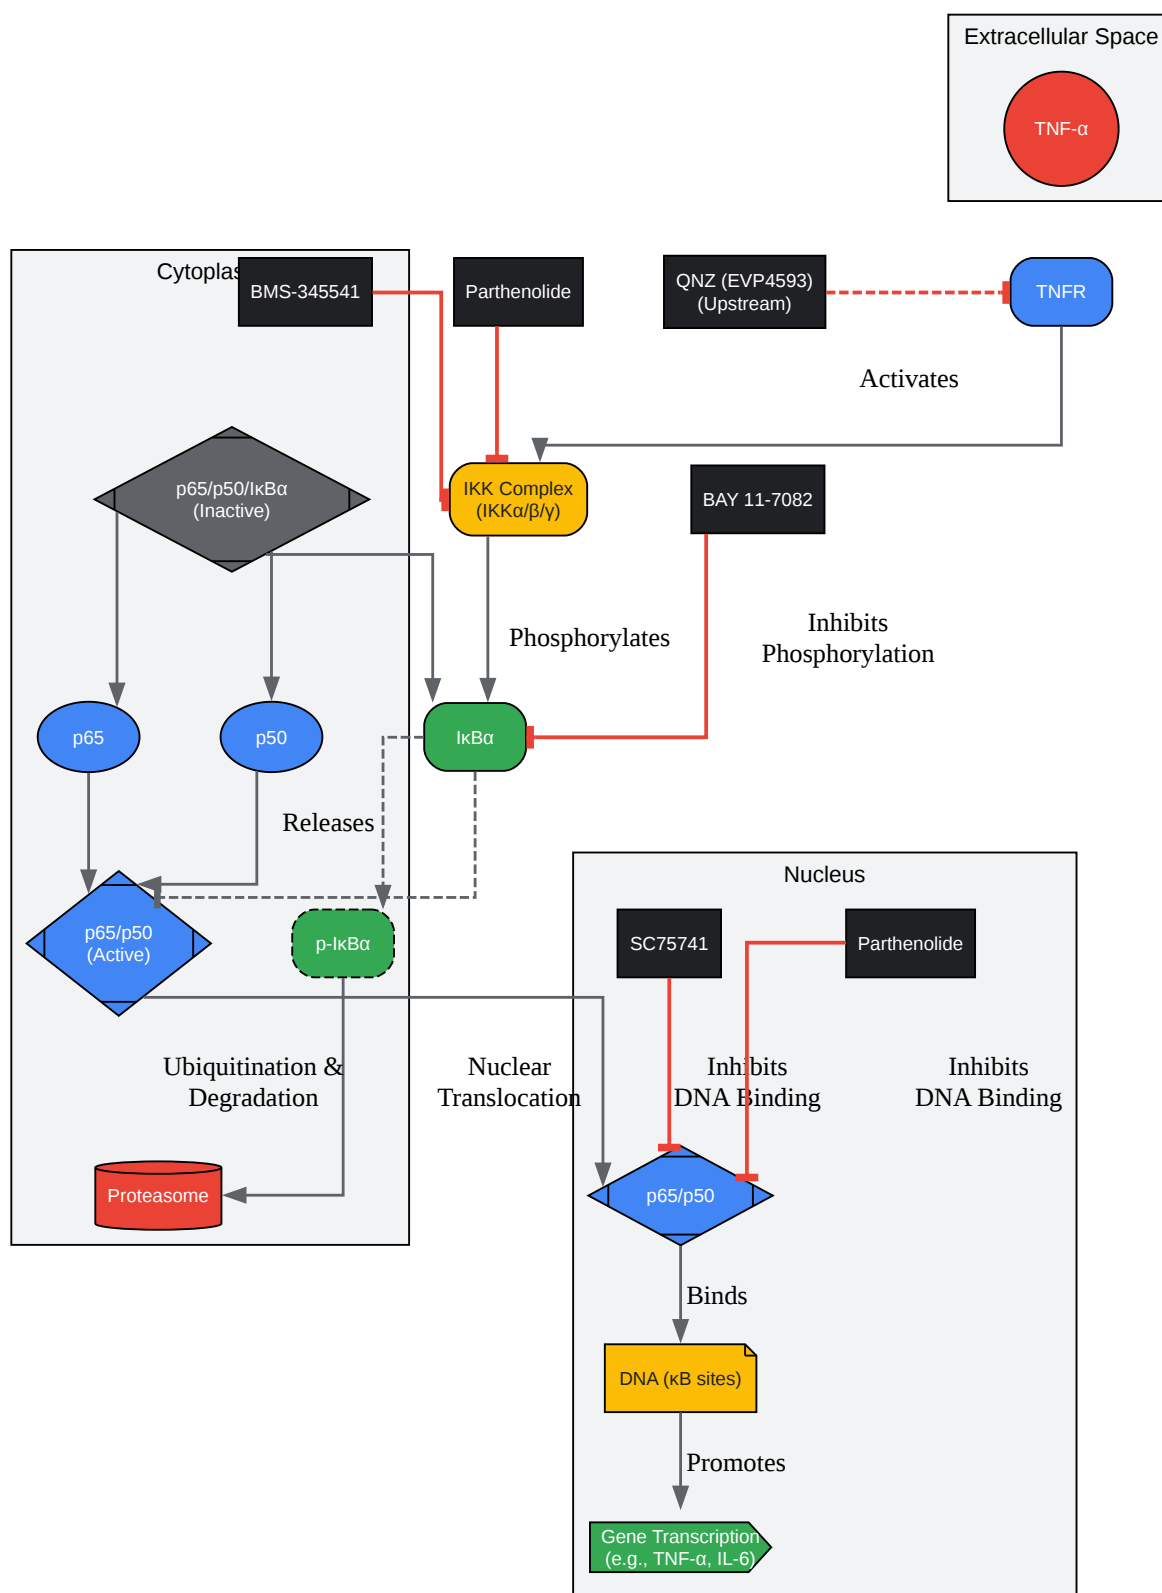 Extracellular Space
TNF-α
Cytoplas
BMS-345541
Parthenolide
QNZ (EVP4593)
(Upstream)
TNFR
Activates
p65/p50/IκBα
(Inactive)
IKK Complex
(IKKα/β/γ)
BAY 11-7082
Phosphorylates
Inhibits
Phosphorylation
p65
p50
IκBα
Releases
Nucleus
p65/p50
(Active)
p-IκBα
SC75741
Parthenolide
Ubiquitination &
Degradation
Nuclear
Translocation
Inhibits
DNA Binding
Inhibits
DNA Binding
Proteasome
p65/p50
Binds
DNA (κB sites)
Promotes
Gene Transcription
(e.g., TNF-α, IL-6)